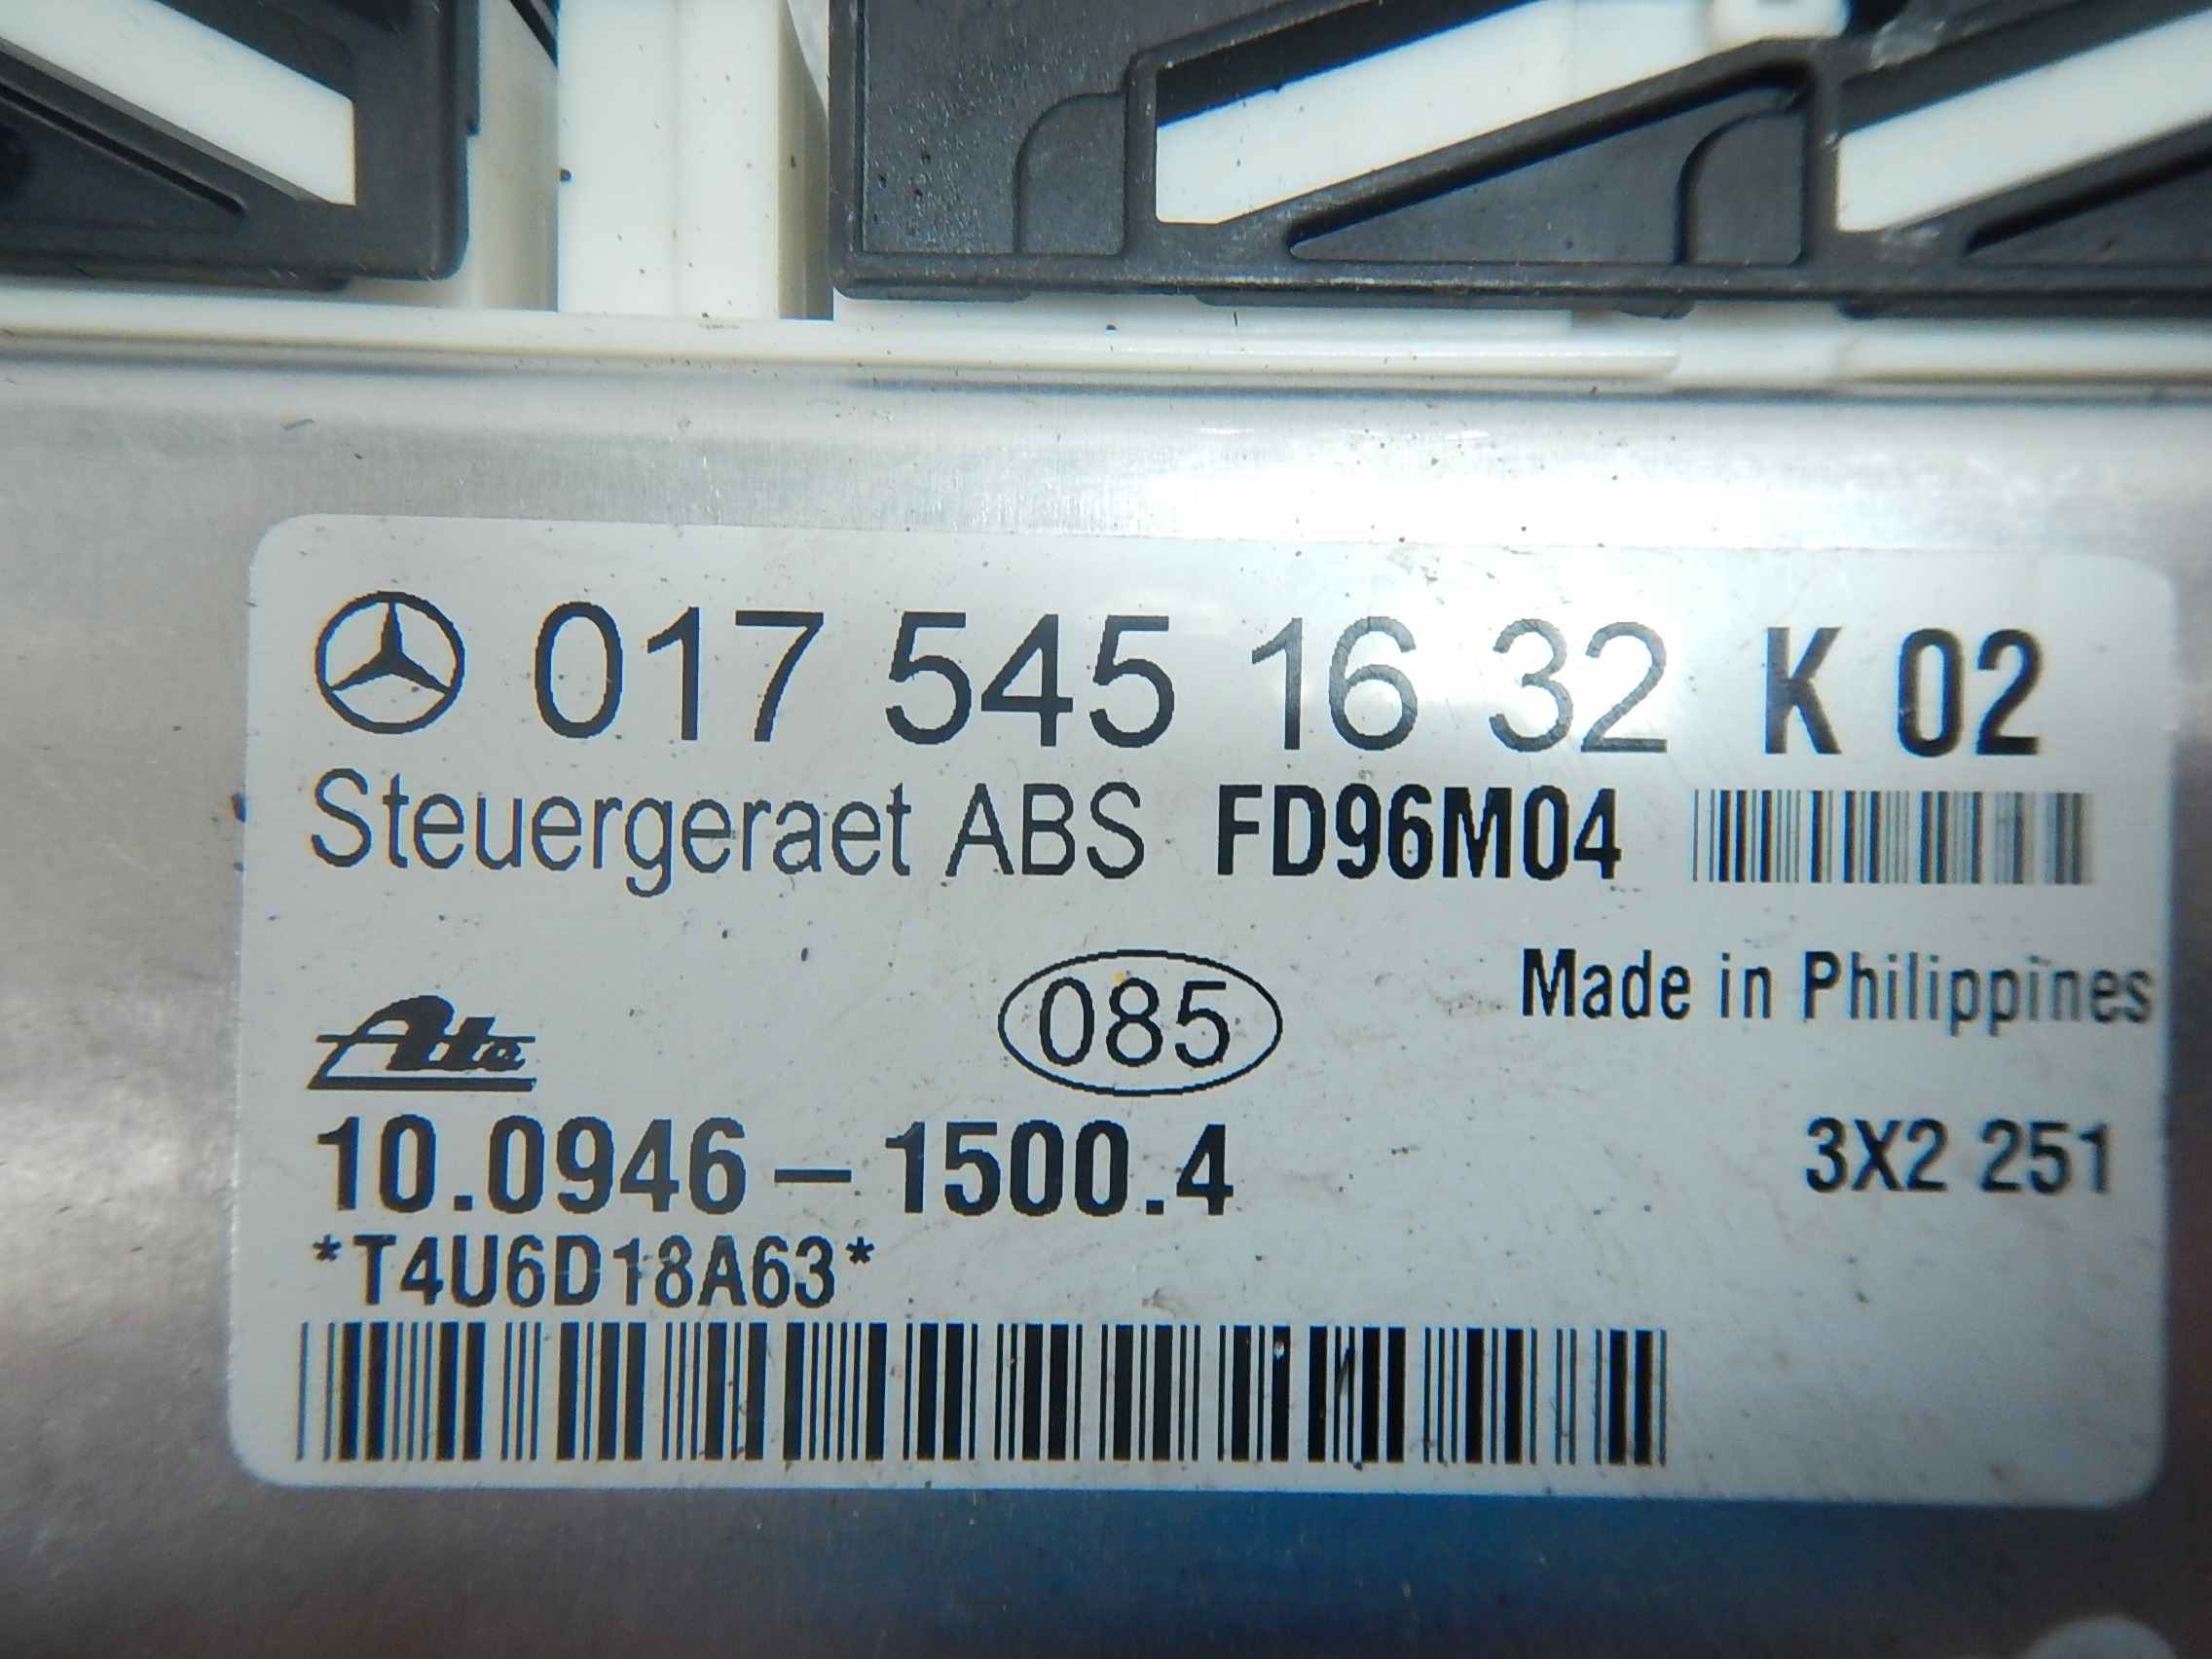 017 545 16 32 K 02
Steuergeraet ABS FD96M04
Ate 085 Made in Philippines
10.0946-1500.4 3X2 251
*T4U6D18A63*